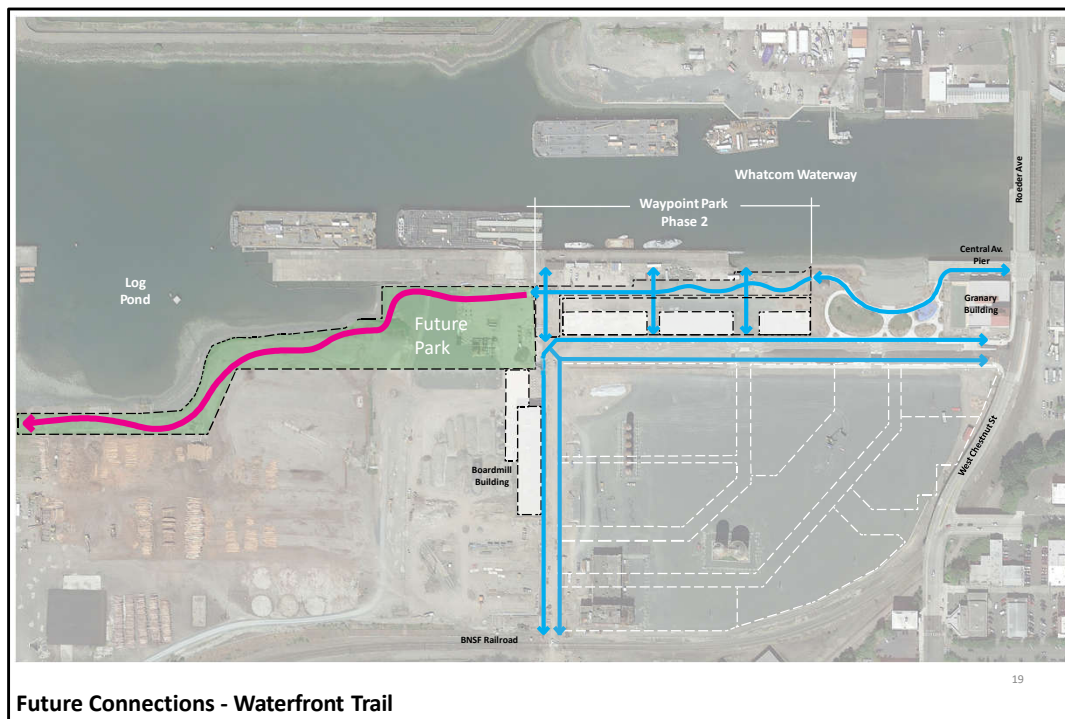 Whatcom Waterway
Roeder Ave
Waypoint Park
Phase 2
Central Av.
Pier
Log
Pond
Granary
Building
Future
Park
West Chestnut St
Boardmill
Building
BNSF Railroad
19
Future Connections - Waterfront Trail